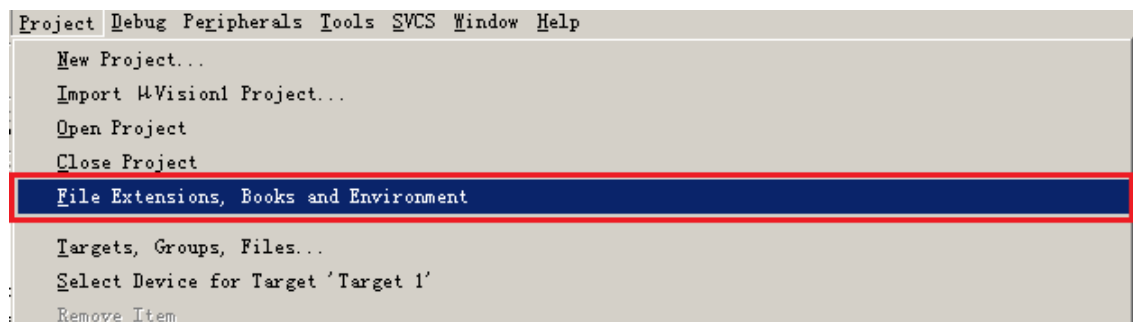 Project Debug Peripherals Tools SVCS Window Help
New Project...
Import µVision1 Project...
Open Project
Close Project
File Extensions, Books and Environment
Targets, Groups, Files...
Select Device for Target 'Target 1'
Remove Item